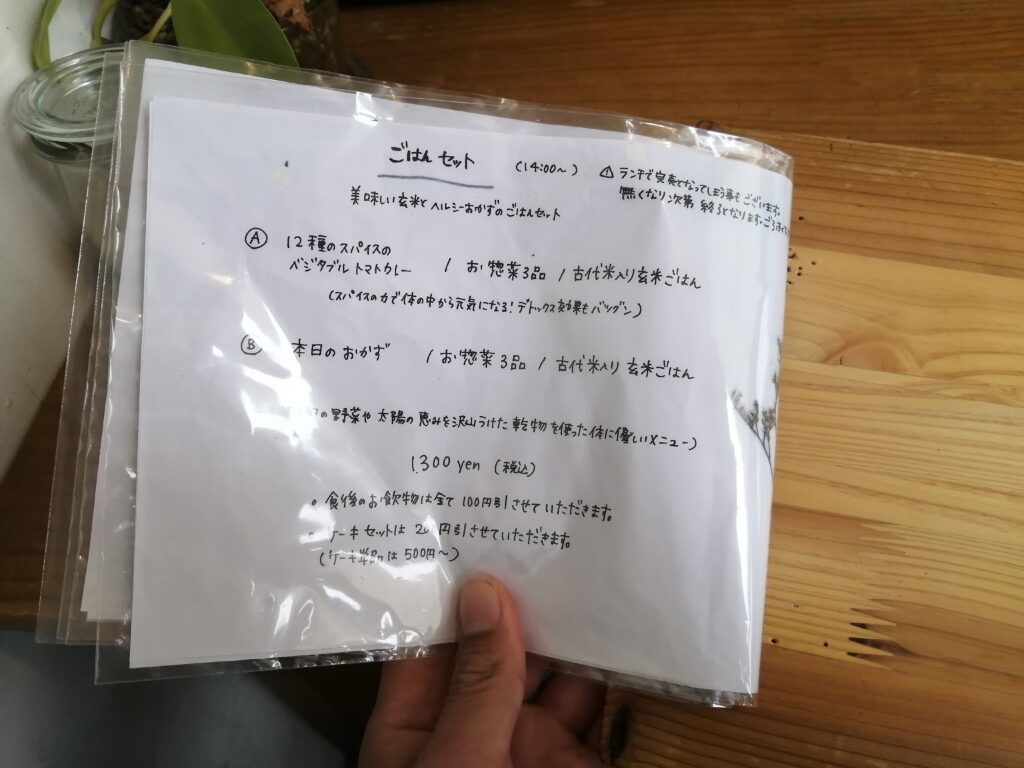 ごはんセット (14:00〜)
⚠ ランチで完売となってしまう事もございます。
無くなり次第 終了となります。
美味しい玄米とヘルシーおかずのごはんセット
Ⓐ 12種のスパイスの
ベジタブルトマトカレー / お惣菜3品 / 古代米入り玄米ごはん
(スパイスの力で体の中から元気になる!デトックス効果もバツグン)
Ⓑ 本日のおかず / お惣菜3品 / 古代米入り玄米ごはん
の野菜や太陽の恵みを沢山うけた乾物を使った体に優しいメニュー)
1,300 yen (税込)
。食後のお飲物は全て100円引させていただきます。
・ケーキセットは 円引させていただきます。
(ケーキ単品は500円〜)